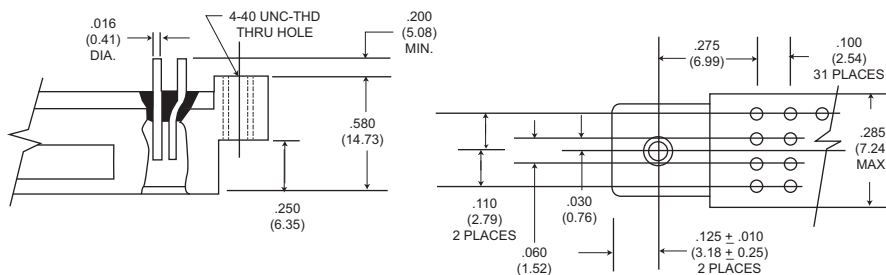 .016
(0.41)
DIA.
4-40 UNC-THD
THRU HOLE
.200
(5.08)
MIN.
.580
(14.73)
.250
(6.35)
.275
(6.99)
.100
(2.54)
31 PLACES
.285
(7.24)
MAX
.110
(2.79)
2 PLACES
.030
(0.76)
.060
(1.52)
.125 ± .010
(3.18 ± 0.25)
2 PLACES